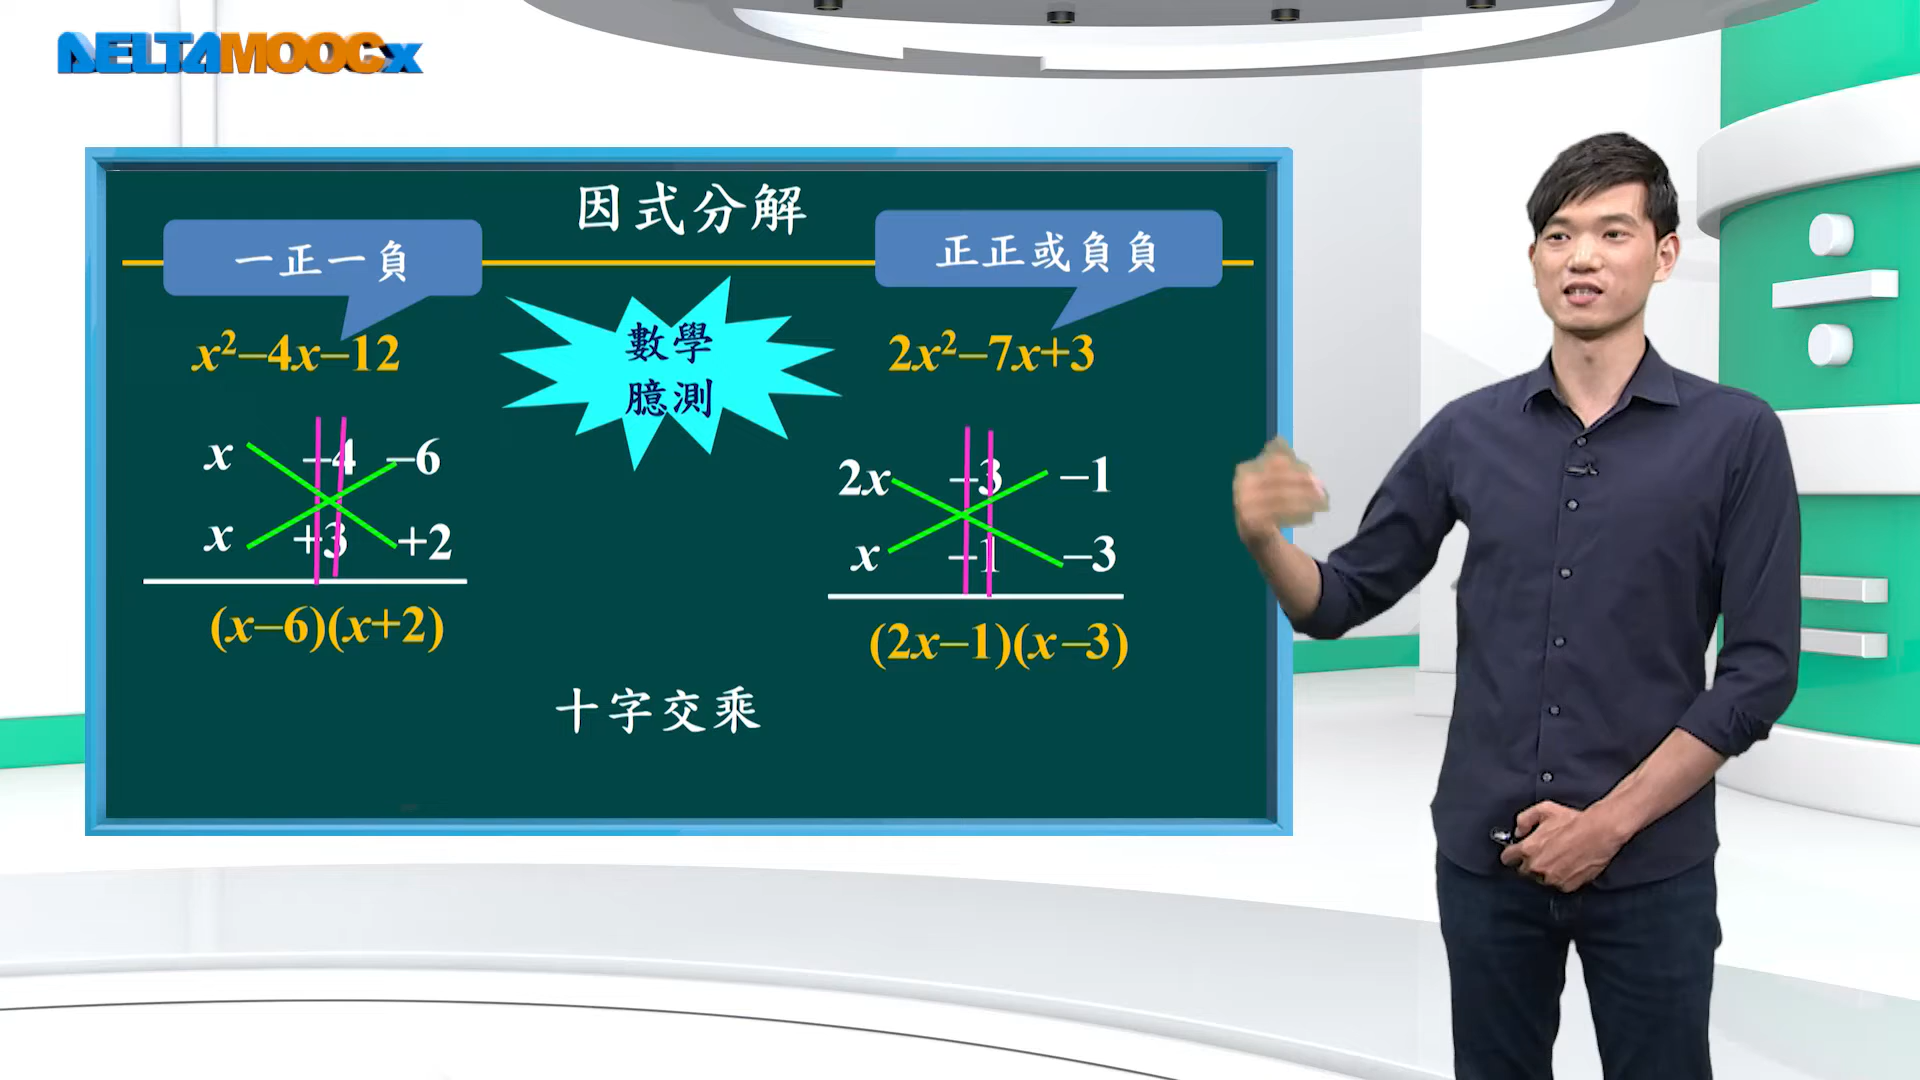 DELTAMOOCx
因式分解
一正一負
正正或負負
數學
臆測
x²–4x–12
2x²–7x+3
x –4 –6
x +3 +2
(x–6)(x+2)
2x –3 –1
x –1 –3
(2x–1)(x–3)
十字交乘